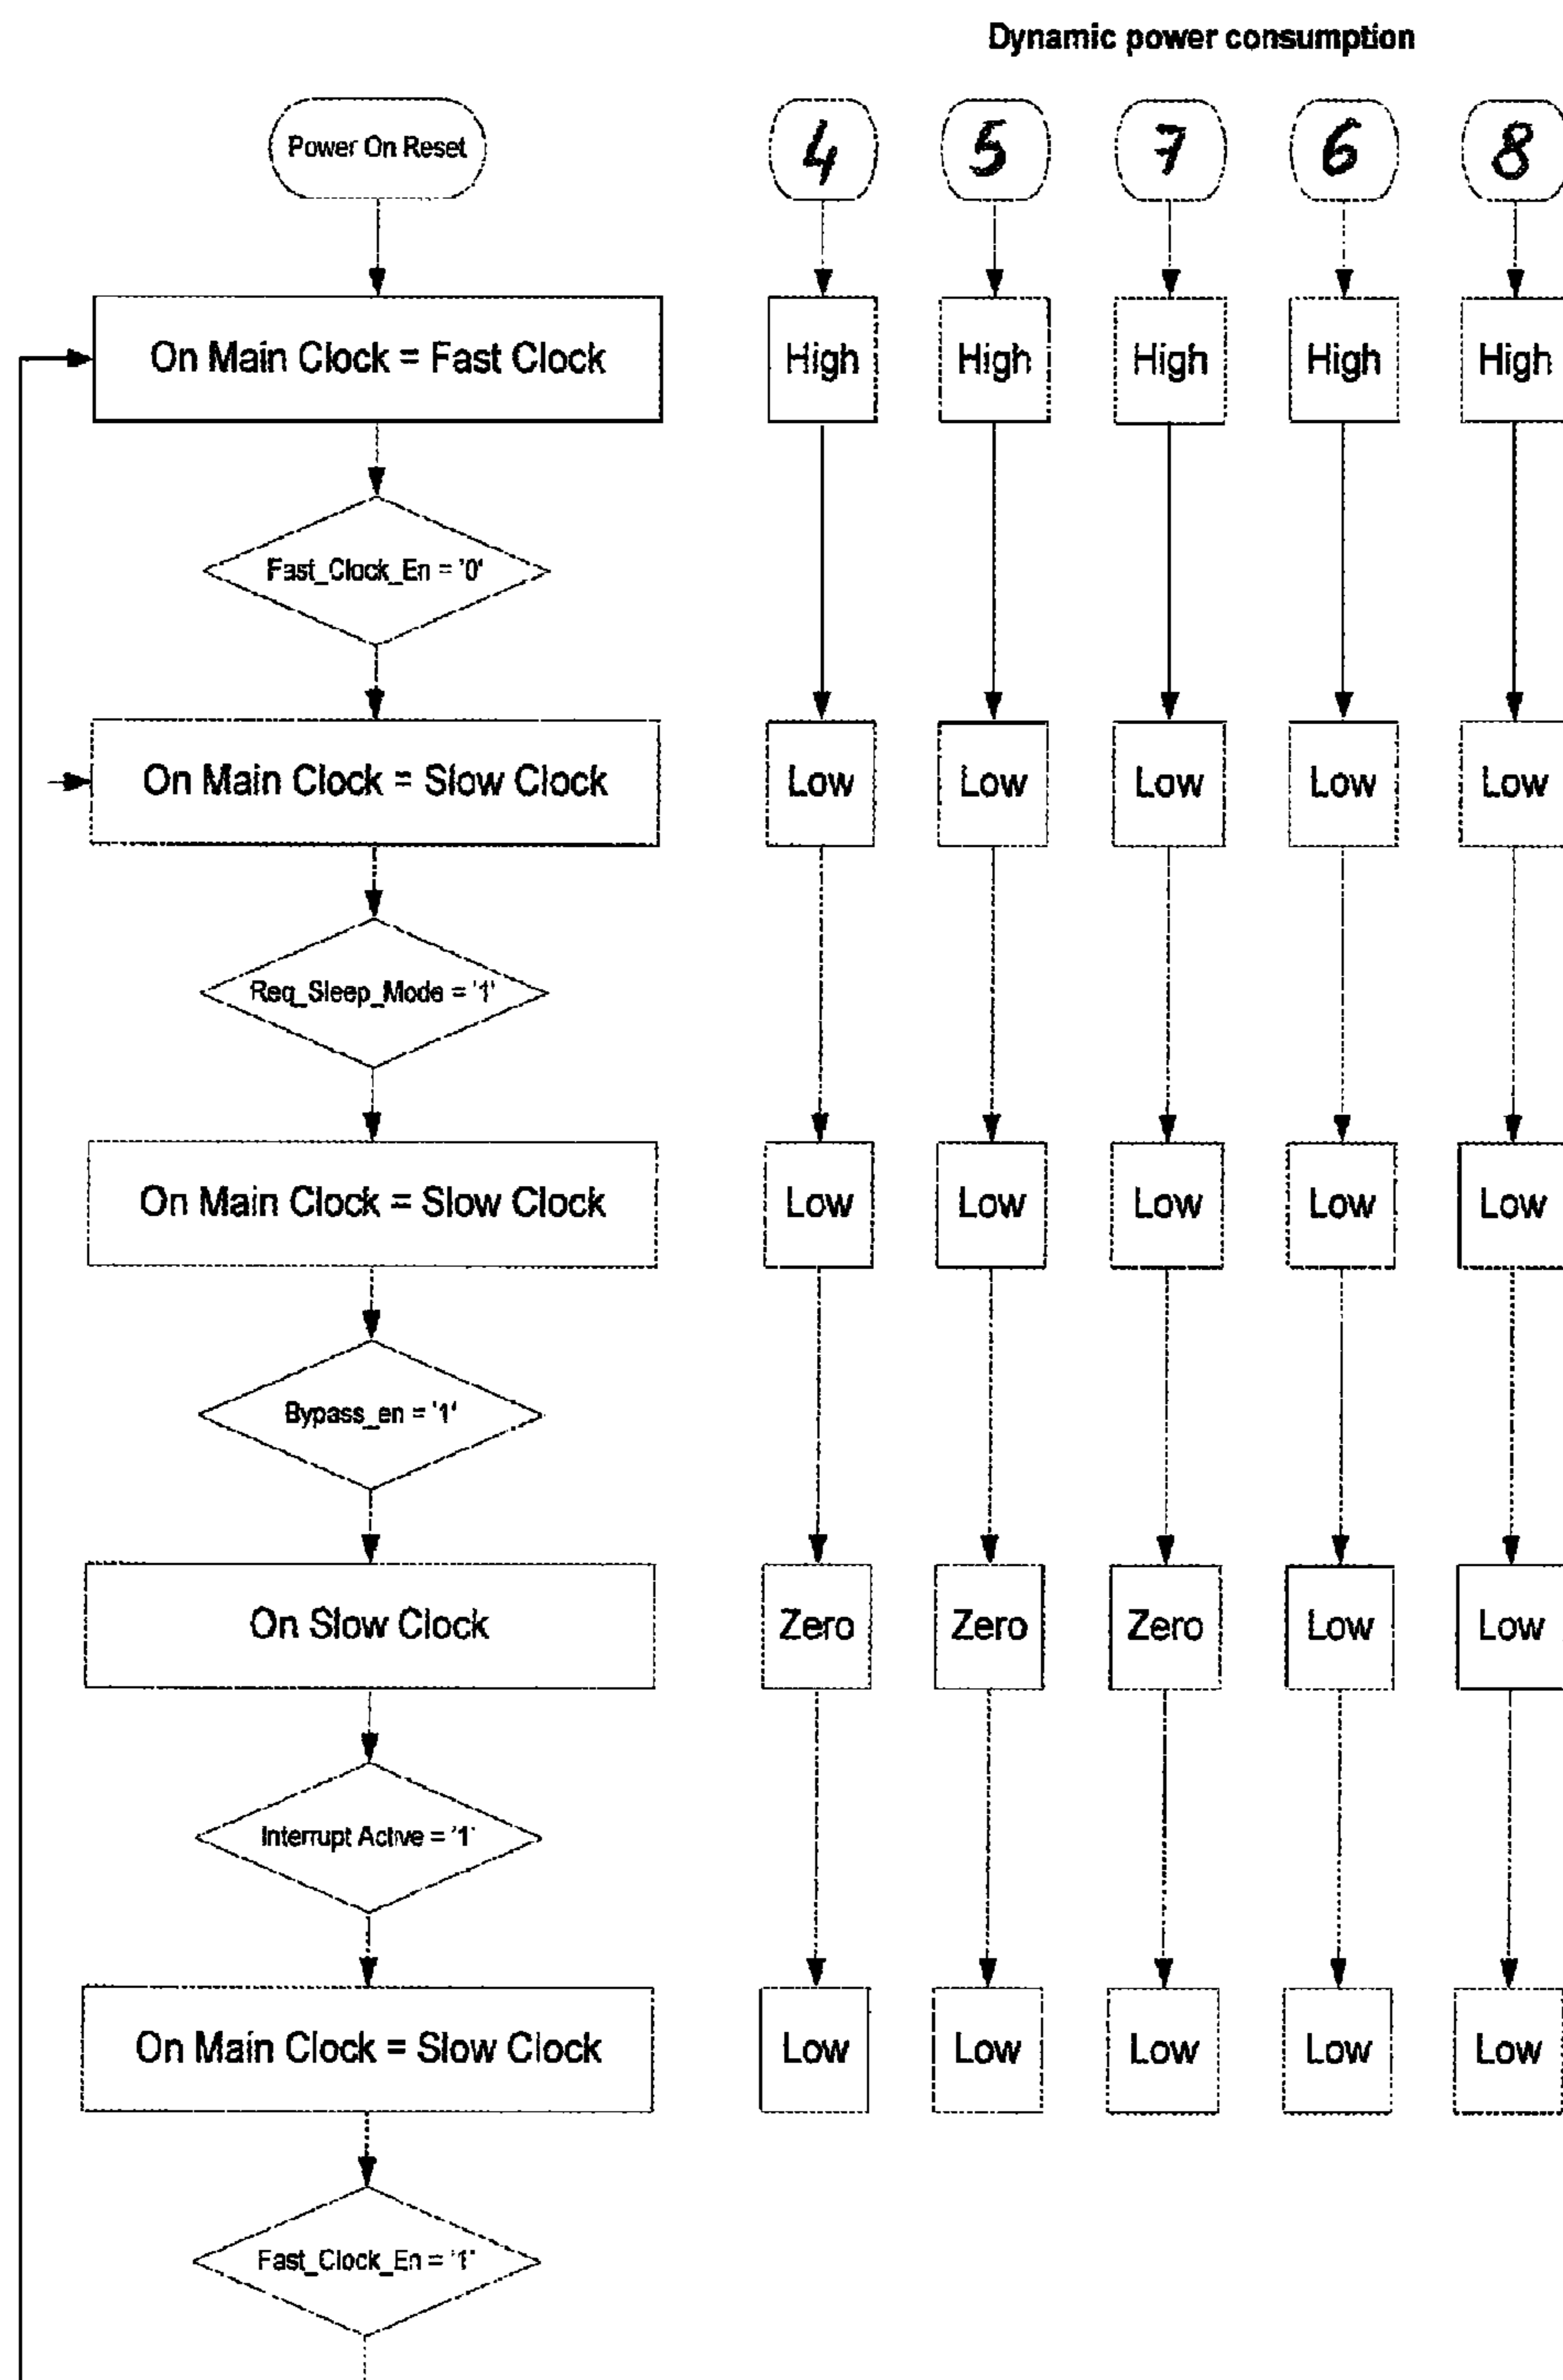 Dynamic power consumption
Power On Reset 4 5 7 6 8
On Main Clock = Fast Clock High High High High High
Fast_Clock_En = '0'
On Main Clock = Slow Clock Low Low Low Low Low
Req_Sleep_Mode = '1'
On Main Clock = Slow Clock Low Low Low Low Low
Bypass_en = '1'
On Slow Clock Zero Zero Zero Low Low
Interrupt Active = '1'
On Main Clock = Slow Clock Low Low Low Low Low
Fast_Clock_En = '1'